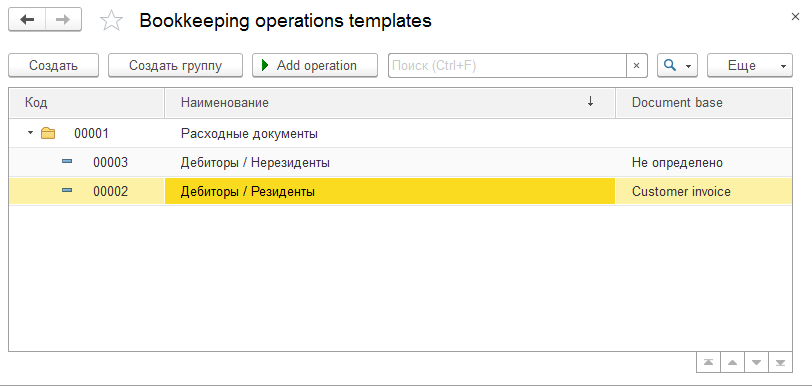 Bookkeeping operations templates
Создать Создать группу Add operation Поиск (Ctrl+F) Еще
Код Наименование Document base
00001 Расходные документы
00003 Дебиторы / Нерезиденты Не определено
00002 Дебиторы / Резиденты Customer invoice